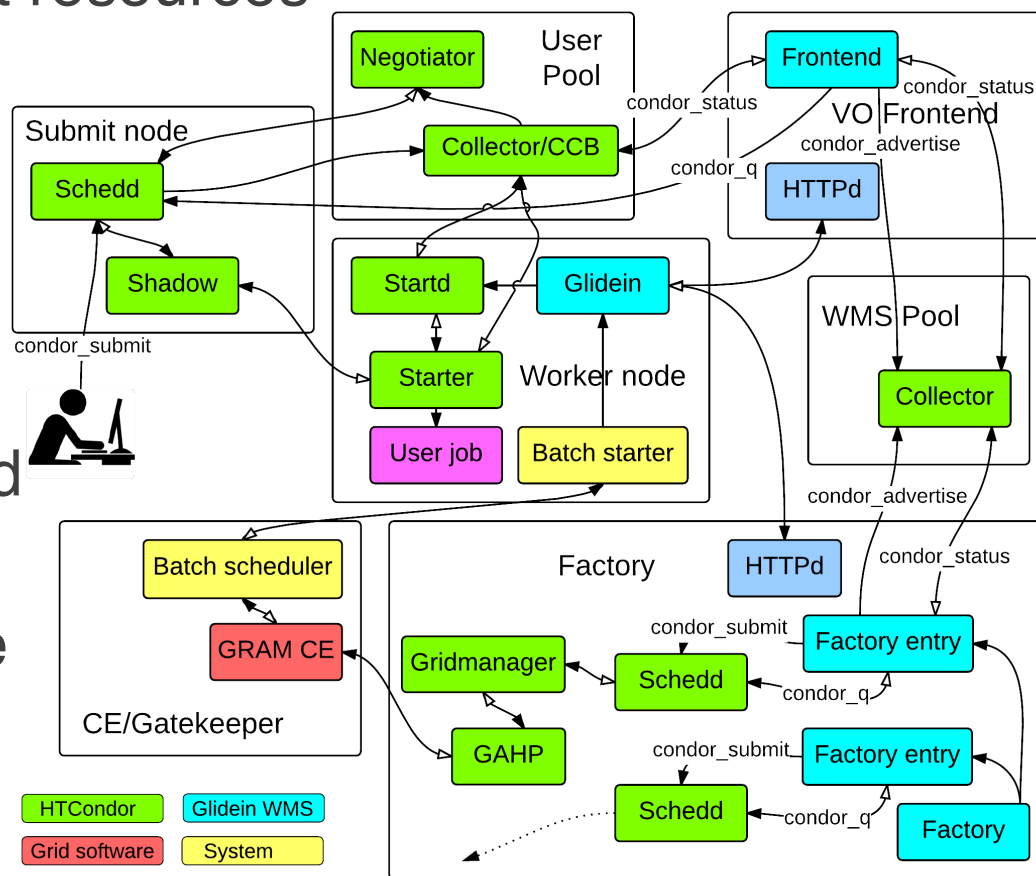 t resources
Negotiator
User
Pool
Frontend
condor_status
condor_status
VO Frontend
Submit node
Collector/CCB
condor_advertise
condor_q
Schedd
HTTPd
Shadow
Startd
Glidein
WMS Pool
condor_submit
Starter
Worker node
Collector
User job
Batch starter
d
condor_advertise
Batch scheduler
Factory
HTTPd
condor_status
e
GRAM CE
condor_submit
Factory entry
Gridmanager
Schedd
condor_q
CE/Gatekeeper
GAHP
condor_submit
Factory entry
HTCondor
Glidein WMS
Schedd
condor_q
Factory
Grid software
System